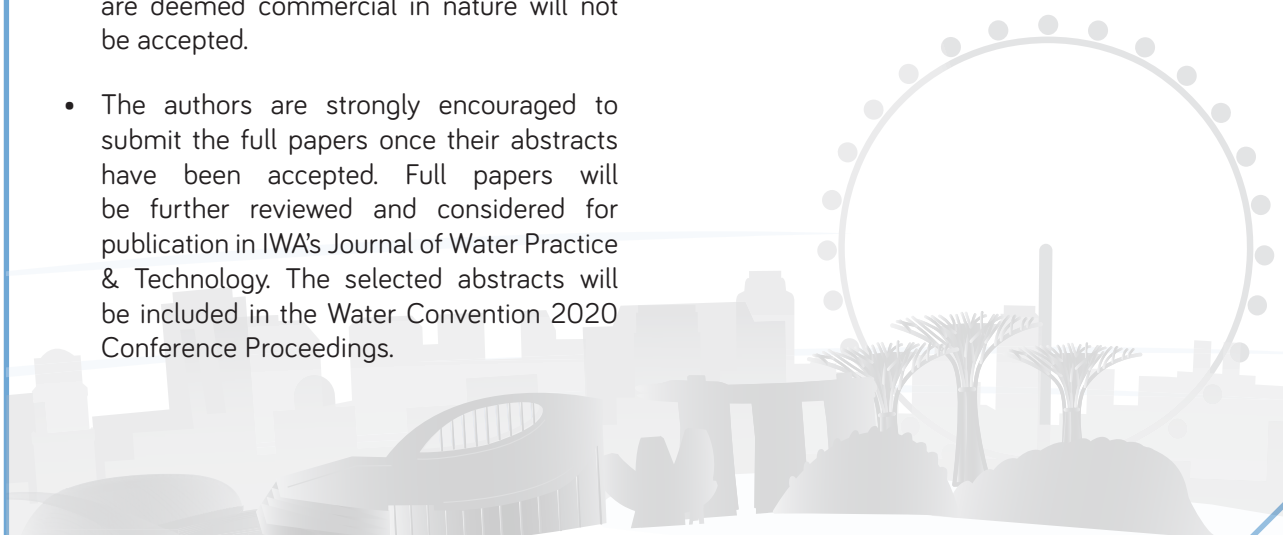 are deemed commercial in nature will not
be accepted.
• The authors are strongly encouraged to
submit the full papers once their abstracts
have been accepted. Full papers will
be further reviewed and considered for
publication in IWA's Journal of Water Practice
& Technology. The selected abstracts will
be included in the Water Convention 2020
Conference Proceedings.